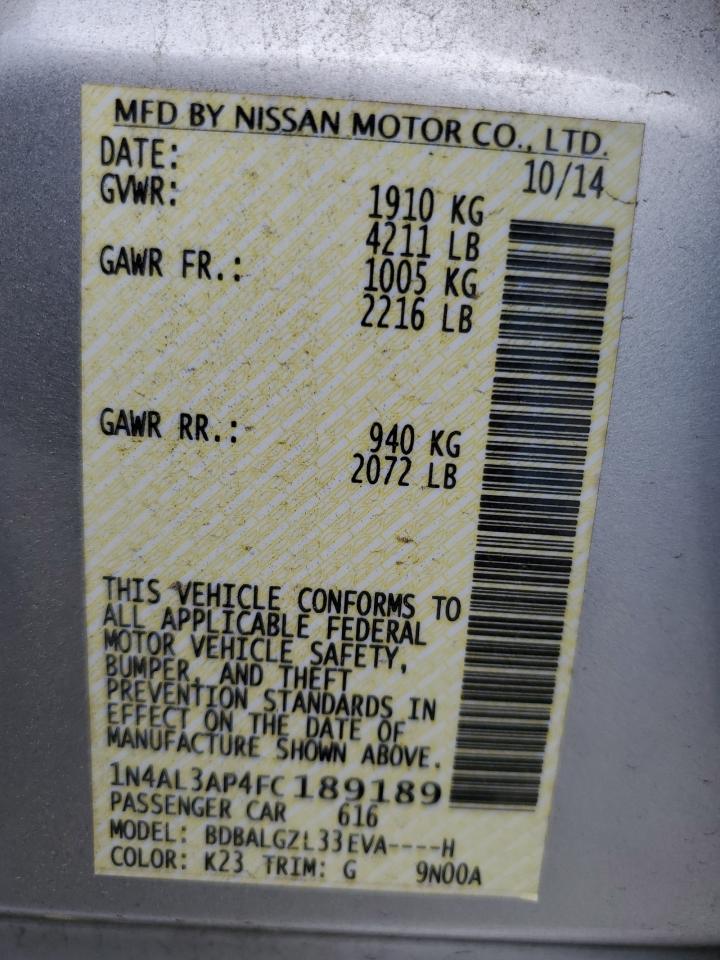 MFD BY NISSAN MOTOR CO., LTD.
DATE: 10/14
GVWR: 1910 KG
4211 LB
GAWR FR.: 1005 KG
2216 LB
GAWR RR.: 940 KG
2072 LB
THIS VEHICLE CONFORMS TO
ALL APPLICABLE FEDERAL
MOTOR VEHICLE SAFETY,
BUMPER, AND THEFT
PREVENTION STANDARDS IN
EFFECT ON THE DATE OF
MANUFACTURE SHOWN ABOVE.
1N4AL3AP4FC189189
PASSENGER CAR 616
MODEL: BDBALGZL33EVA----H
COLOR: K23 TRIM: G 9N00A